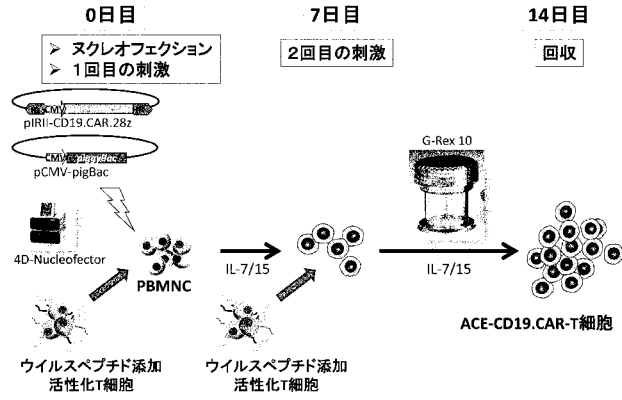 0日目
7日目
14日目
➢ ヌクレオフェクション
➢ 1回目の刺激
2回目の刺激
回収
CMV
pIRII-CD19.CAR.28z
CMV
piggyBac
pCMV-pigBac
G-Rex 10
4D-Nucleofector
PBMNC
IL-7/15
IL-7/15
ACE-CD19.CAR-T細胞
ウイルスペプチド添加
活性化T細胞
ウイルスペプチド添加
活性化T細胞